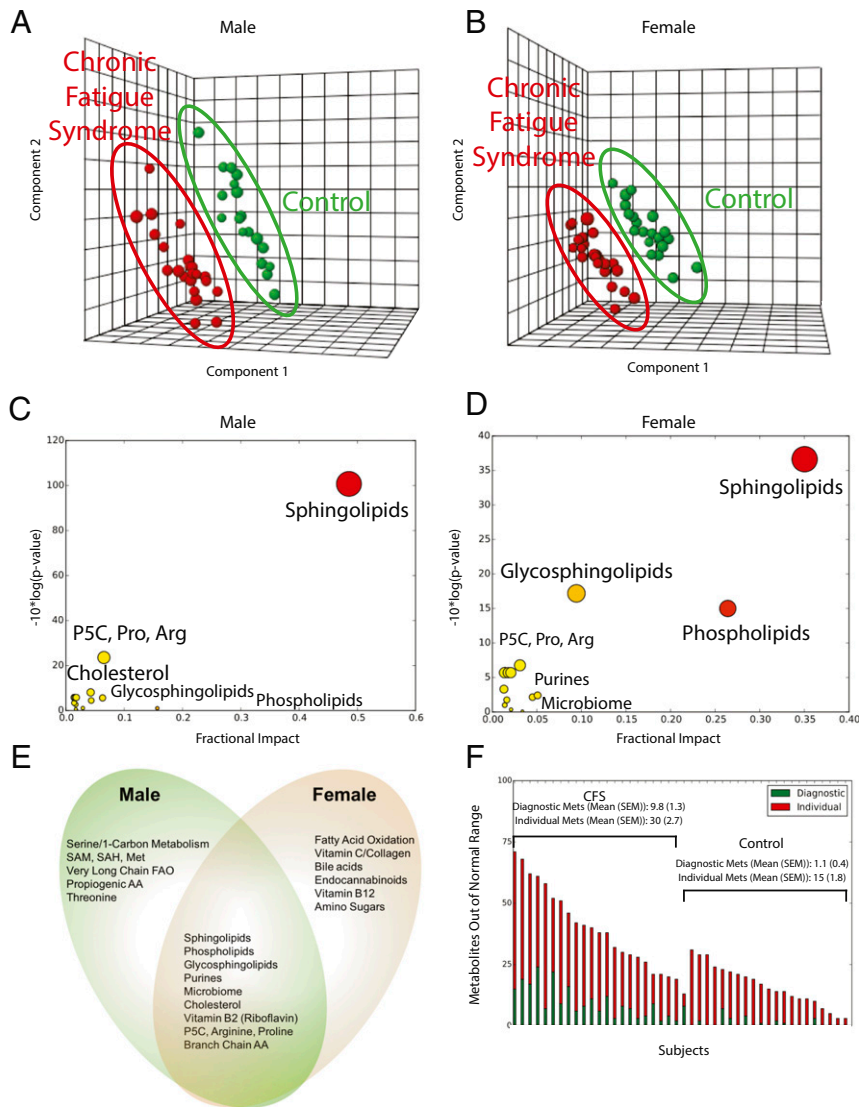 A
Male
Chronic
Fatigue
Syndrome
Control
Component 2
Component 1
B
Female
Chronic
Fatigue
Syndrome
Control
Component 2
Component 1
C
Male
120
100
80
60
40
20
0
0.0
0.1
0.2
0.3
0.4
0.5
0.6
-10*log(p-value)
Fractional Impact
Sphingolipids
P5C, Pro, Arg
Cholesterol
Glycosphingolipids
Phospholipids
D
Female
40
35
30
25
20
15
10
5
0
0.00
0.05
0.10
0.15
0.20
0.25
0.30
0.35
0.40
-10*log(p-value)
Fractional Impact
Sphingolipids
Glycosphingolipids
Phospholipids
P5C, Pro, Arg
Purines
Microbiome
E
Male
Female
Serine/1-Carbon Metabolism
SAM, SAH, Met
Very Long Chain FAO
Propiogenic AA
Threonine
Fatty Acid Oxidation
Vitamin C/Collagen
Bile acids
Endocannabinoids
Vitamin B12
Amino Sugars
Sphingolipids
Phospholipids
Glycosphingolipids
Purines
Microbiome
Cholesterol
Vitamin B2 (Riboflavin)
P5C, Arginine, Proline
Branch Chain AA
F
100
75
50
25
0
Metabolites Out of Normal Range
Subjects
Diagnostic
Individual
CFS
Diagnostic Mets (Mean (SEM)): 9.8 (1.3)
Individual Mets (Mean (SEM)): 30 (2.7)
Control
Diagnostic Mets (Mean (SEM)): 1.1 (0.4)
Individual Mets (Mean (SEM)): 15 (1.8)